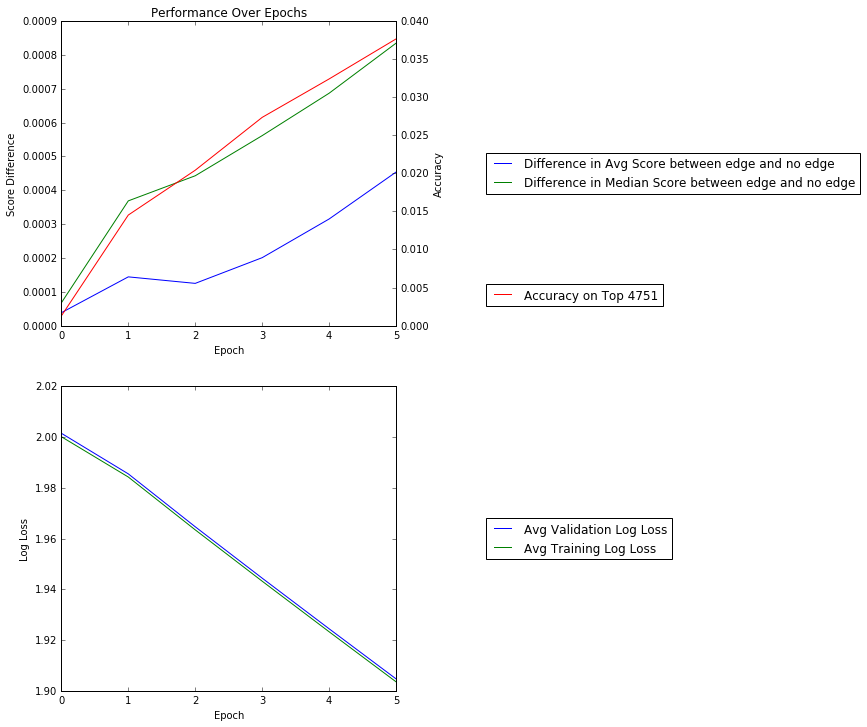 Performance Over Epochs
0.0009
0.0008
0.0007
0.0006
0.0005
0.0004
0.0003
0.0002
0.0001
0.0000
Score Difference
0.040
0.035
0.030
0.025
0.020
0.015
0.010
0.005
0.000
Accuracy
0 1 2 3 4 5
Epoch
Difference in Avg Score between edge and no edge
Difference in Median Score between edge and no edge
Accuracy on Top 4751
2.02
2.00
1.98
1.96
1.94
1.92
1.90
Log Loss
0 1 2 3 4 5
Epoch
Avg Validation Log Loss
Avg Training Log Loss